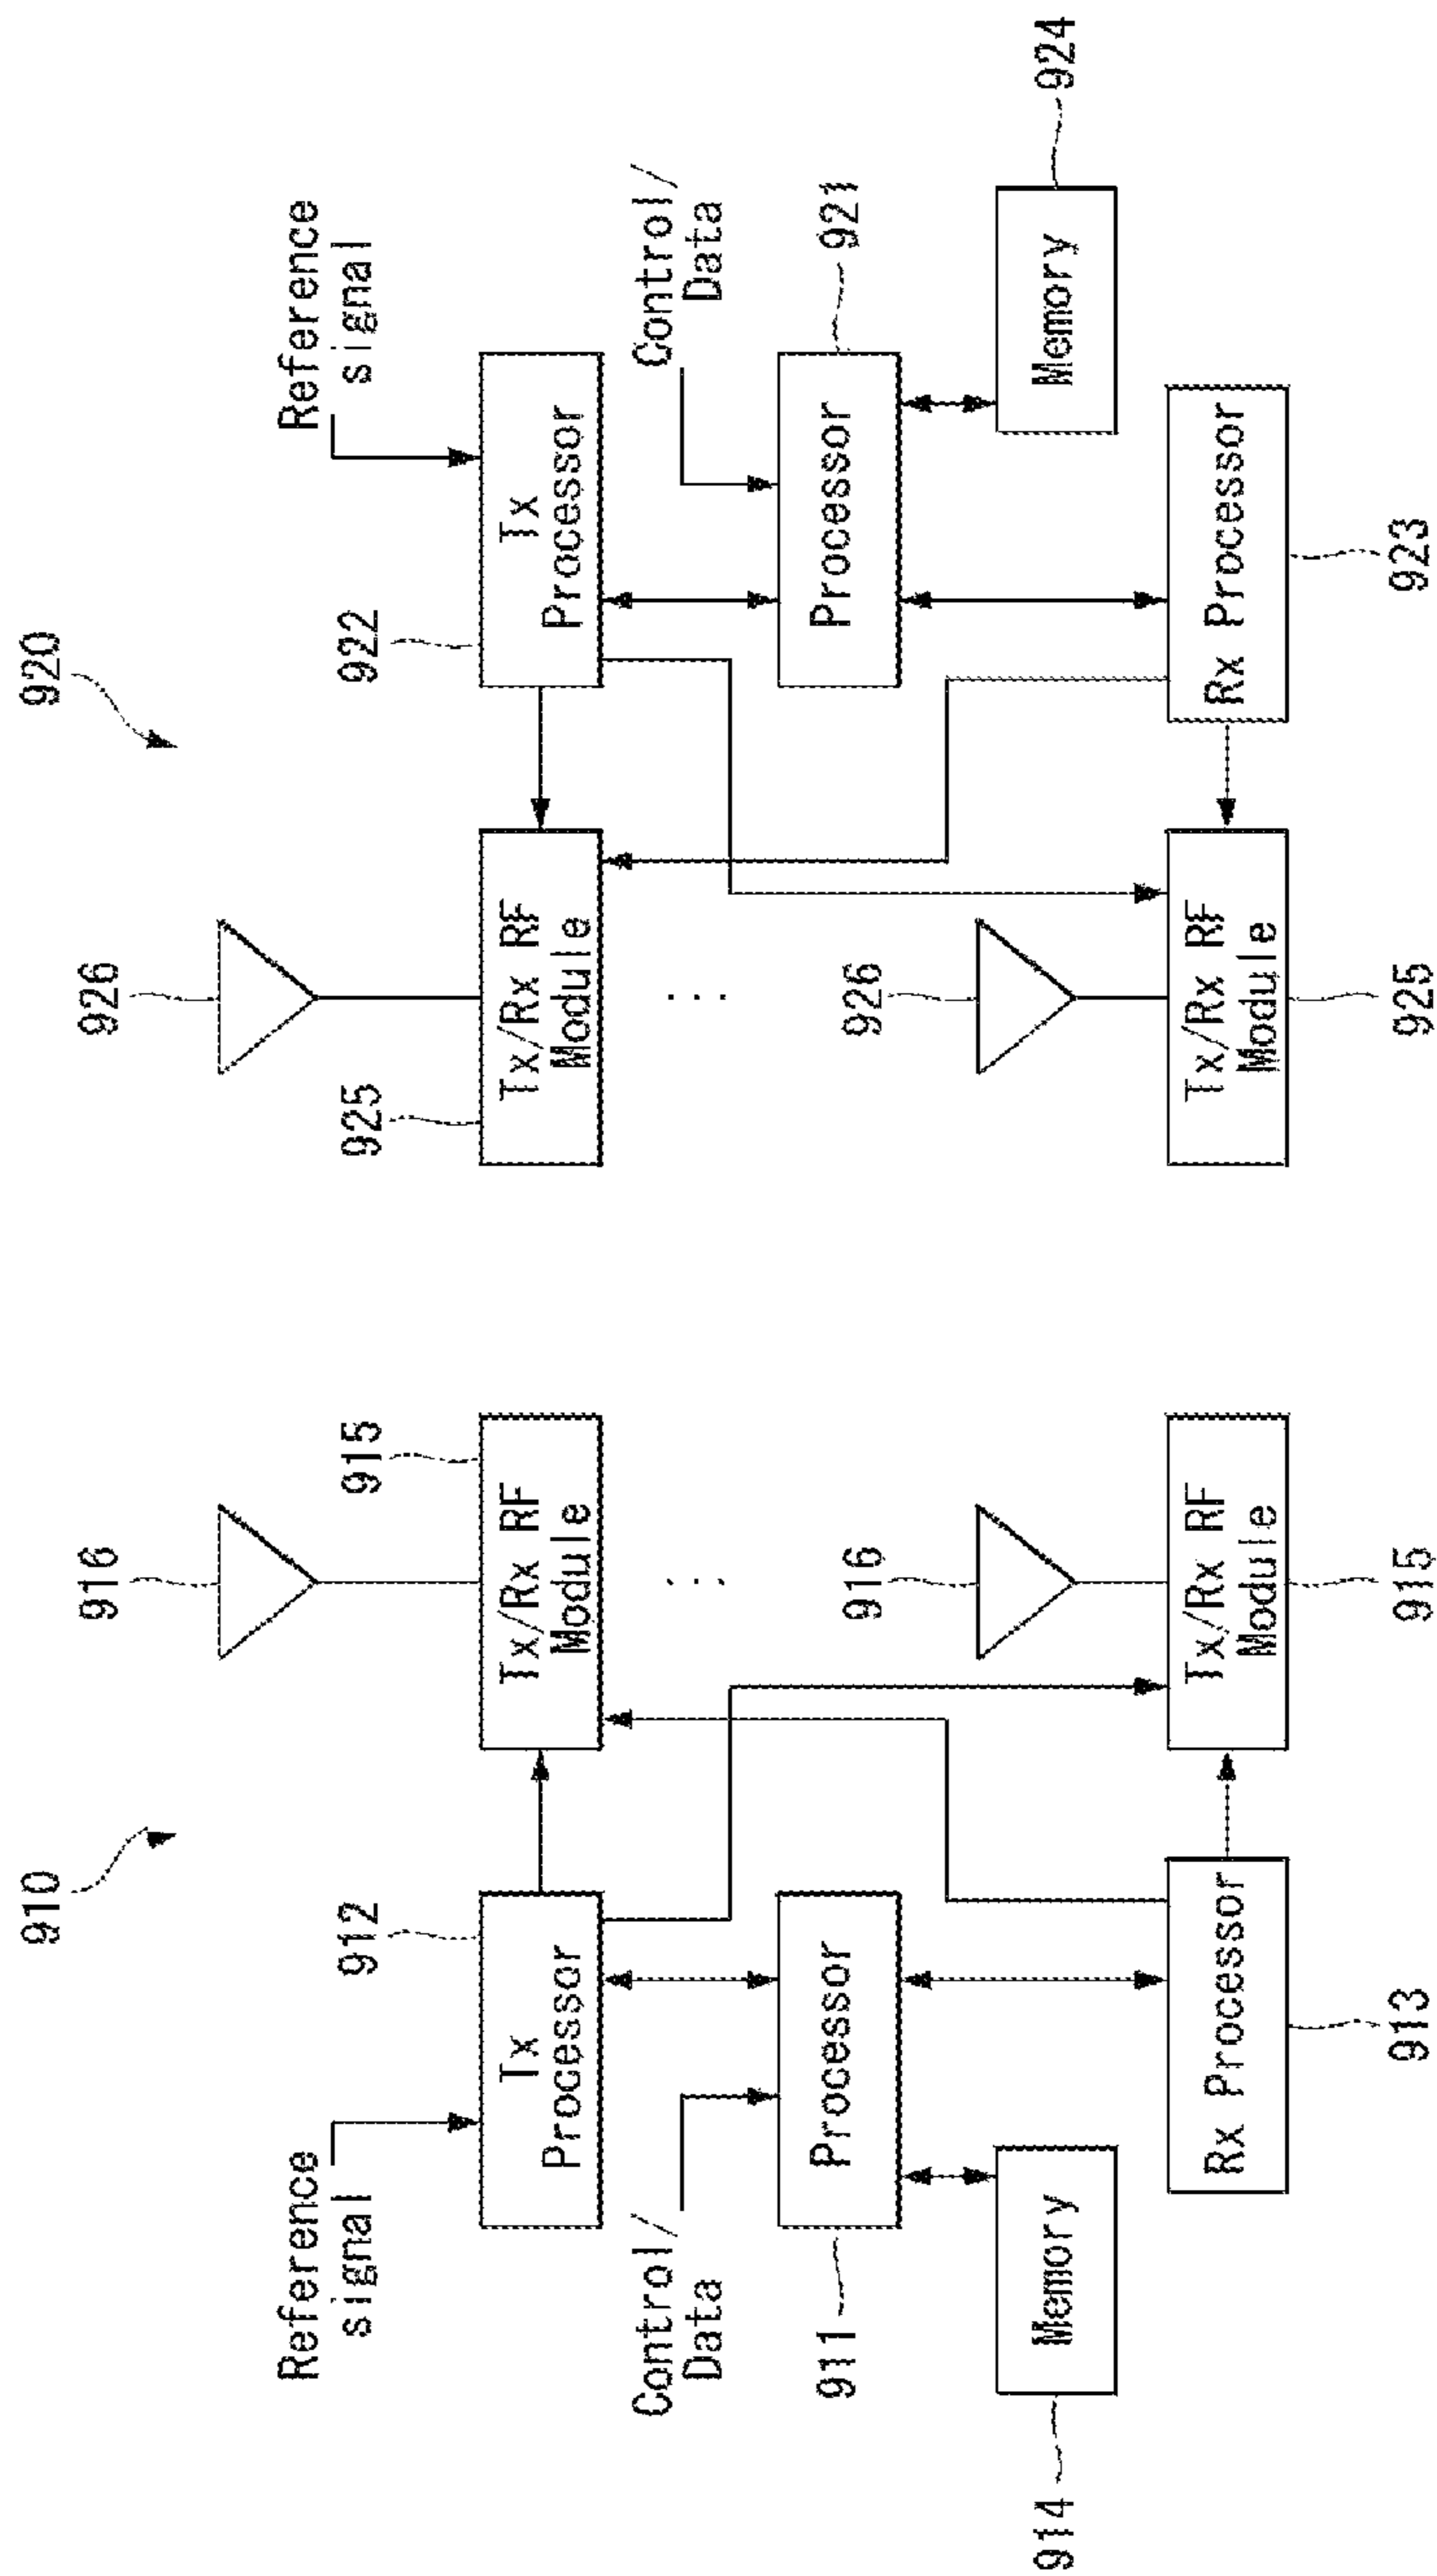 910
920
916
926
Reference
signal
912
915
925
922
Reference
signal
Tx
Processor
Tx/Rx RF
Module
Tx/Rx RF
Module
Tx
Processor
Control/
Data
Control/
Data
911
Processor
916
926
Processor
921
914
Memory
Memory
924
Rx Processor
Tx/Rx RF
Module
Tx/Rx RF
Module
Rx Processor
913
915
925
923